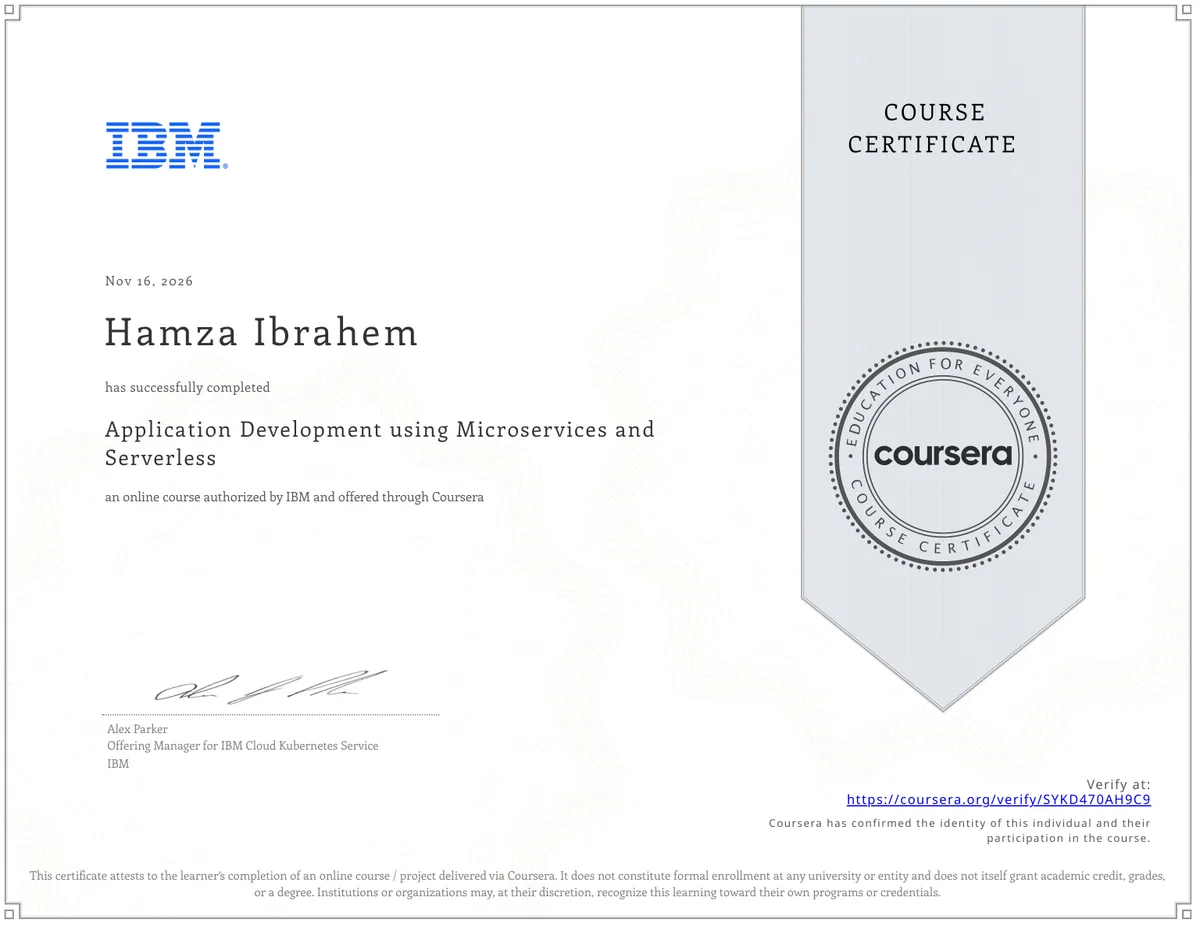 IBM®
COURSE
CERTIFICATE
Nov 16, 2026
Hamza Ibrahem
has successfully completed
Application Development using Microservices and
Serverless
an online course authorized by IBM and offered through Coursera
EDUCATION FOR EVERYONE
coursera
COURSE CERTIFICATE
Alex Parker
Offering Manager for IBM Cloud Kubernetes Service
IBM
Verify at:
https://coursera.org/verify/SYKD470AH9C9
Coursera has confirmed the identity of this individual and their
participation in the course.
This certificate attests to the learner's completion of an online course / project delivered via Coursera. It does not constitute formal enrollment at any university or entity and does not itself grant academic credit, grades,
or a degree. Institutions or organizations may, at their discretion, recognize this learning toward their own programs or credentials.